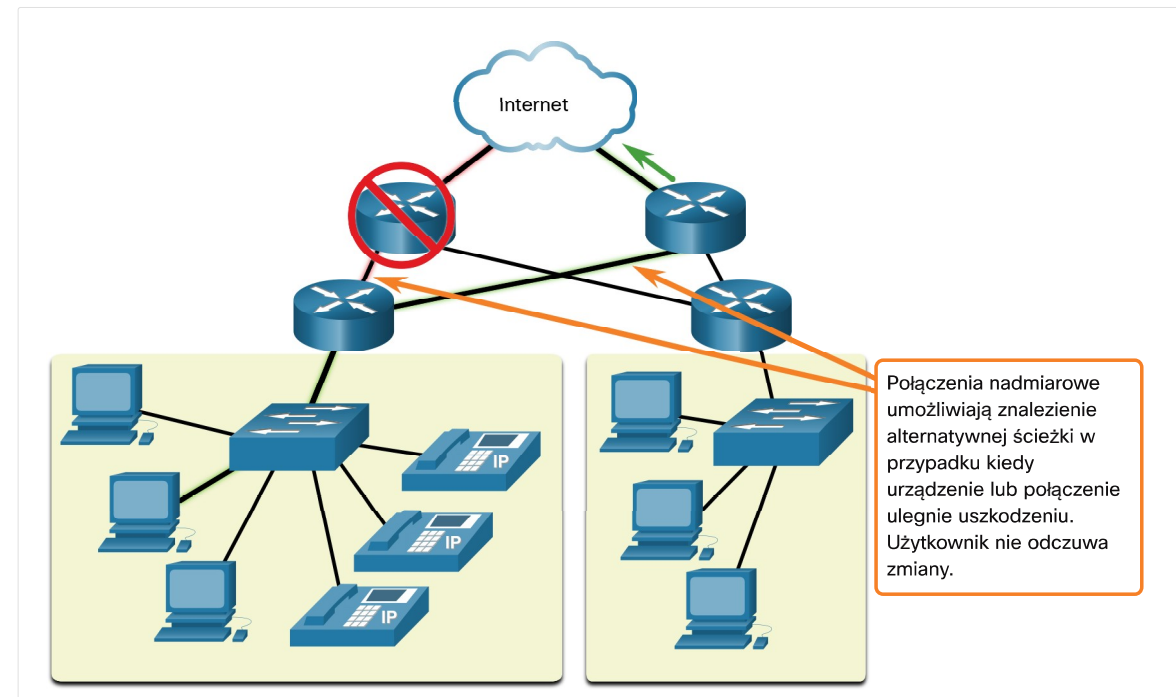 Internet
Połączenia nadmiarowe
umożliwiają znalezienie
alternatywnej ścieżki w
przypadku kiedy
urządzenie lub połączenie
ulegnie uszkodzeniu.
Użytkownik nie odczuwa
zmiany.
IP
IP
IP